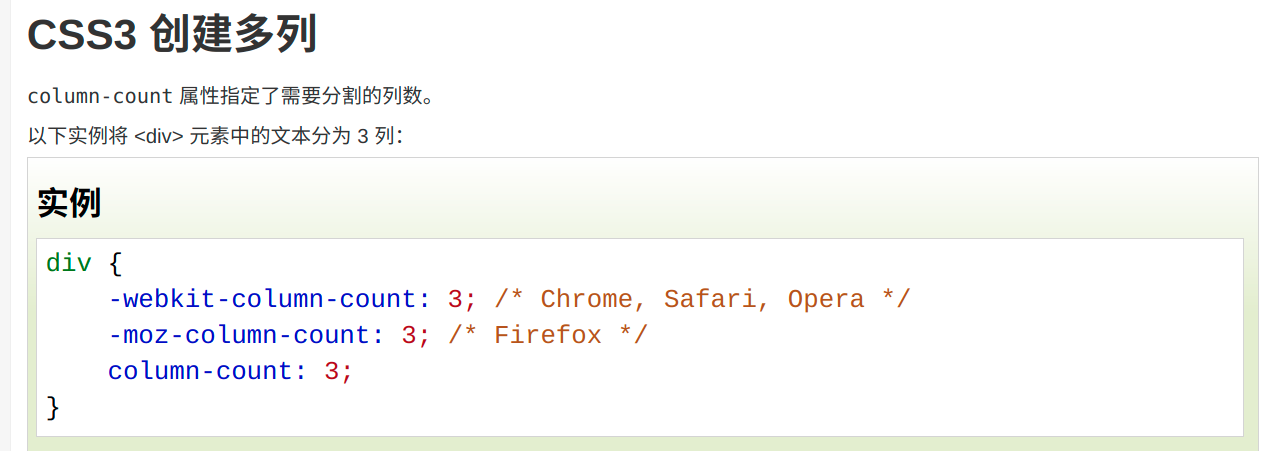 CSS3 创建多列
column-count 属性指定了需要分割的列数。
以下实例将 <div> 元素中的文本分为 3 列：
实例
div {
    -webkit-column-count: 3; /* Chrome, Safari, Opera */
    -moz-column-count: 3; /* Firefox */
    column-count: 3;
}